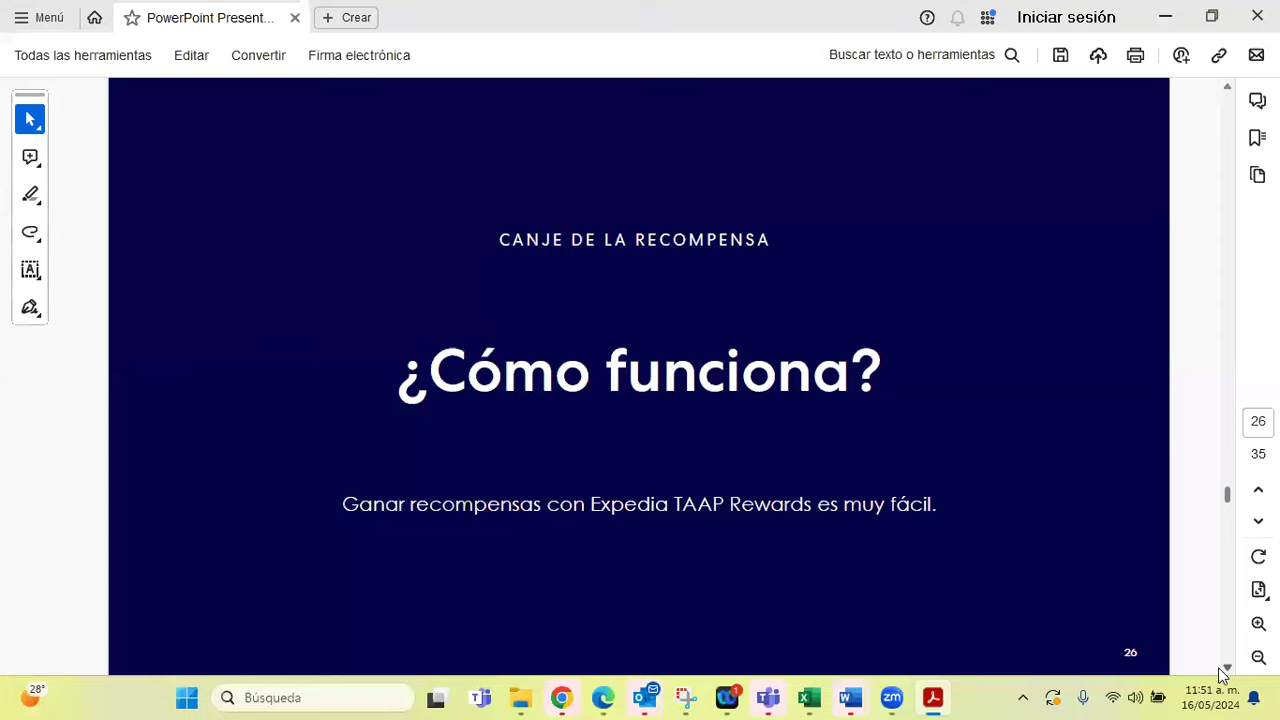 Menú
PowerPoint Present...
Crear
Iniciar sesión
Todas las herramientas
Editar
Convertir
Firma electrónica
Buscar texto o herramientas
CANJE DE LA RECOMPENSA
¿Cómo funciona?
Ganar recompensas con Expedia TAAP Rewards es muy fácil.
26
26
35
28°
Búsqueda
1
zm
11:51 a. m.
16/05/2024